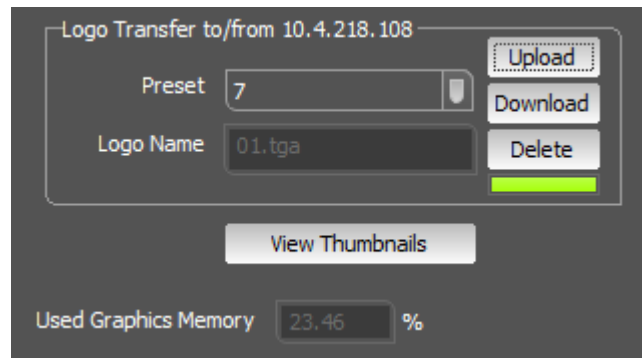 Logo Transfer to/from 10.4.218.108
Upload
Preset 7
Download
Logo Name 01.tga
Delete
View Thumbnails
Used Graphics Memory 23.46 %